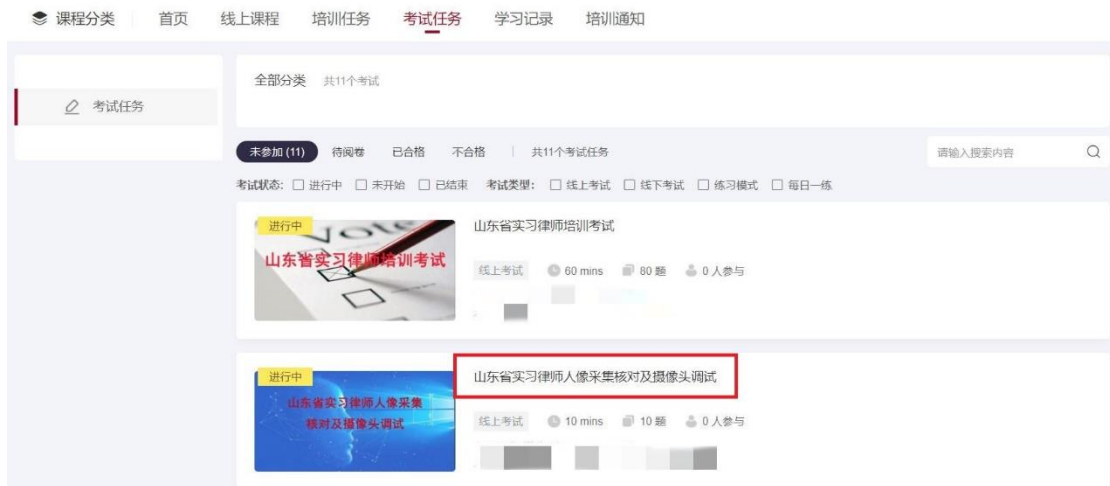 课程分类 首页 线上课程 培训任务 考试任务 学习记录 培训通知
考试任务
全部分类 共11个考试
未参加 (11) 待阅卷 已合格 不合格 共11个考试任务 请输入搜索内容
考试状态: 进行中 未开始 已结束 考试类型: 线上考试 线下考试 练习模式 每日一练
进行中
Vote
山东省实习律师培训考试
山东省实习律师培训考试
线上考试 60 mins 80 题 0 人参与
进行中
山东省实习律师人像采集
核对及摄像头调试
山东省实习律师人像采集核对及摄像头调试
线上考试 10 mins 10 题 0 人参与